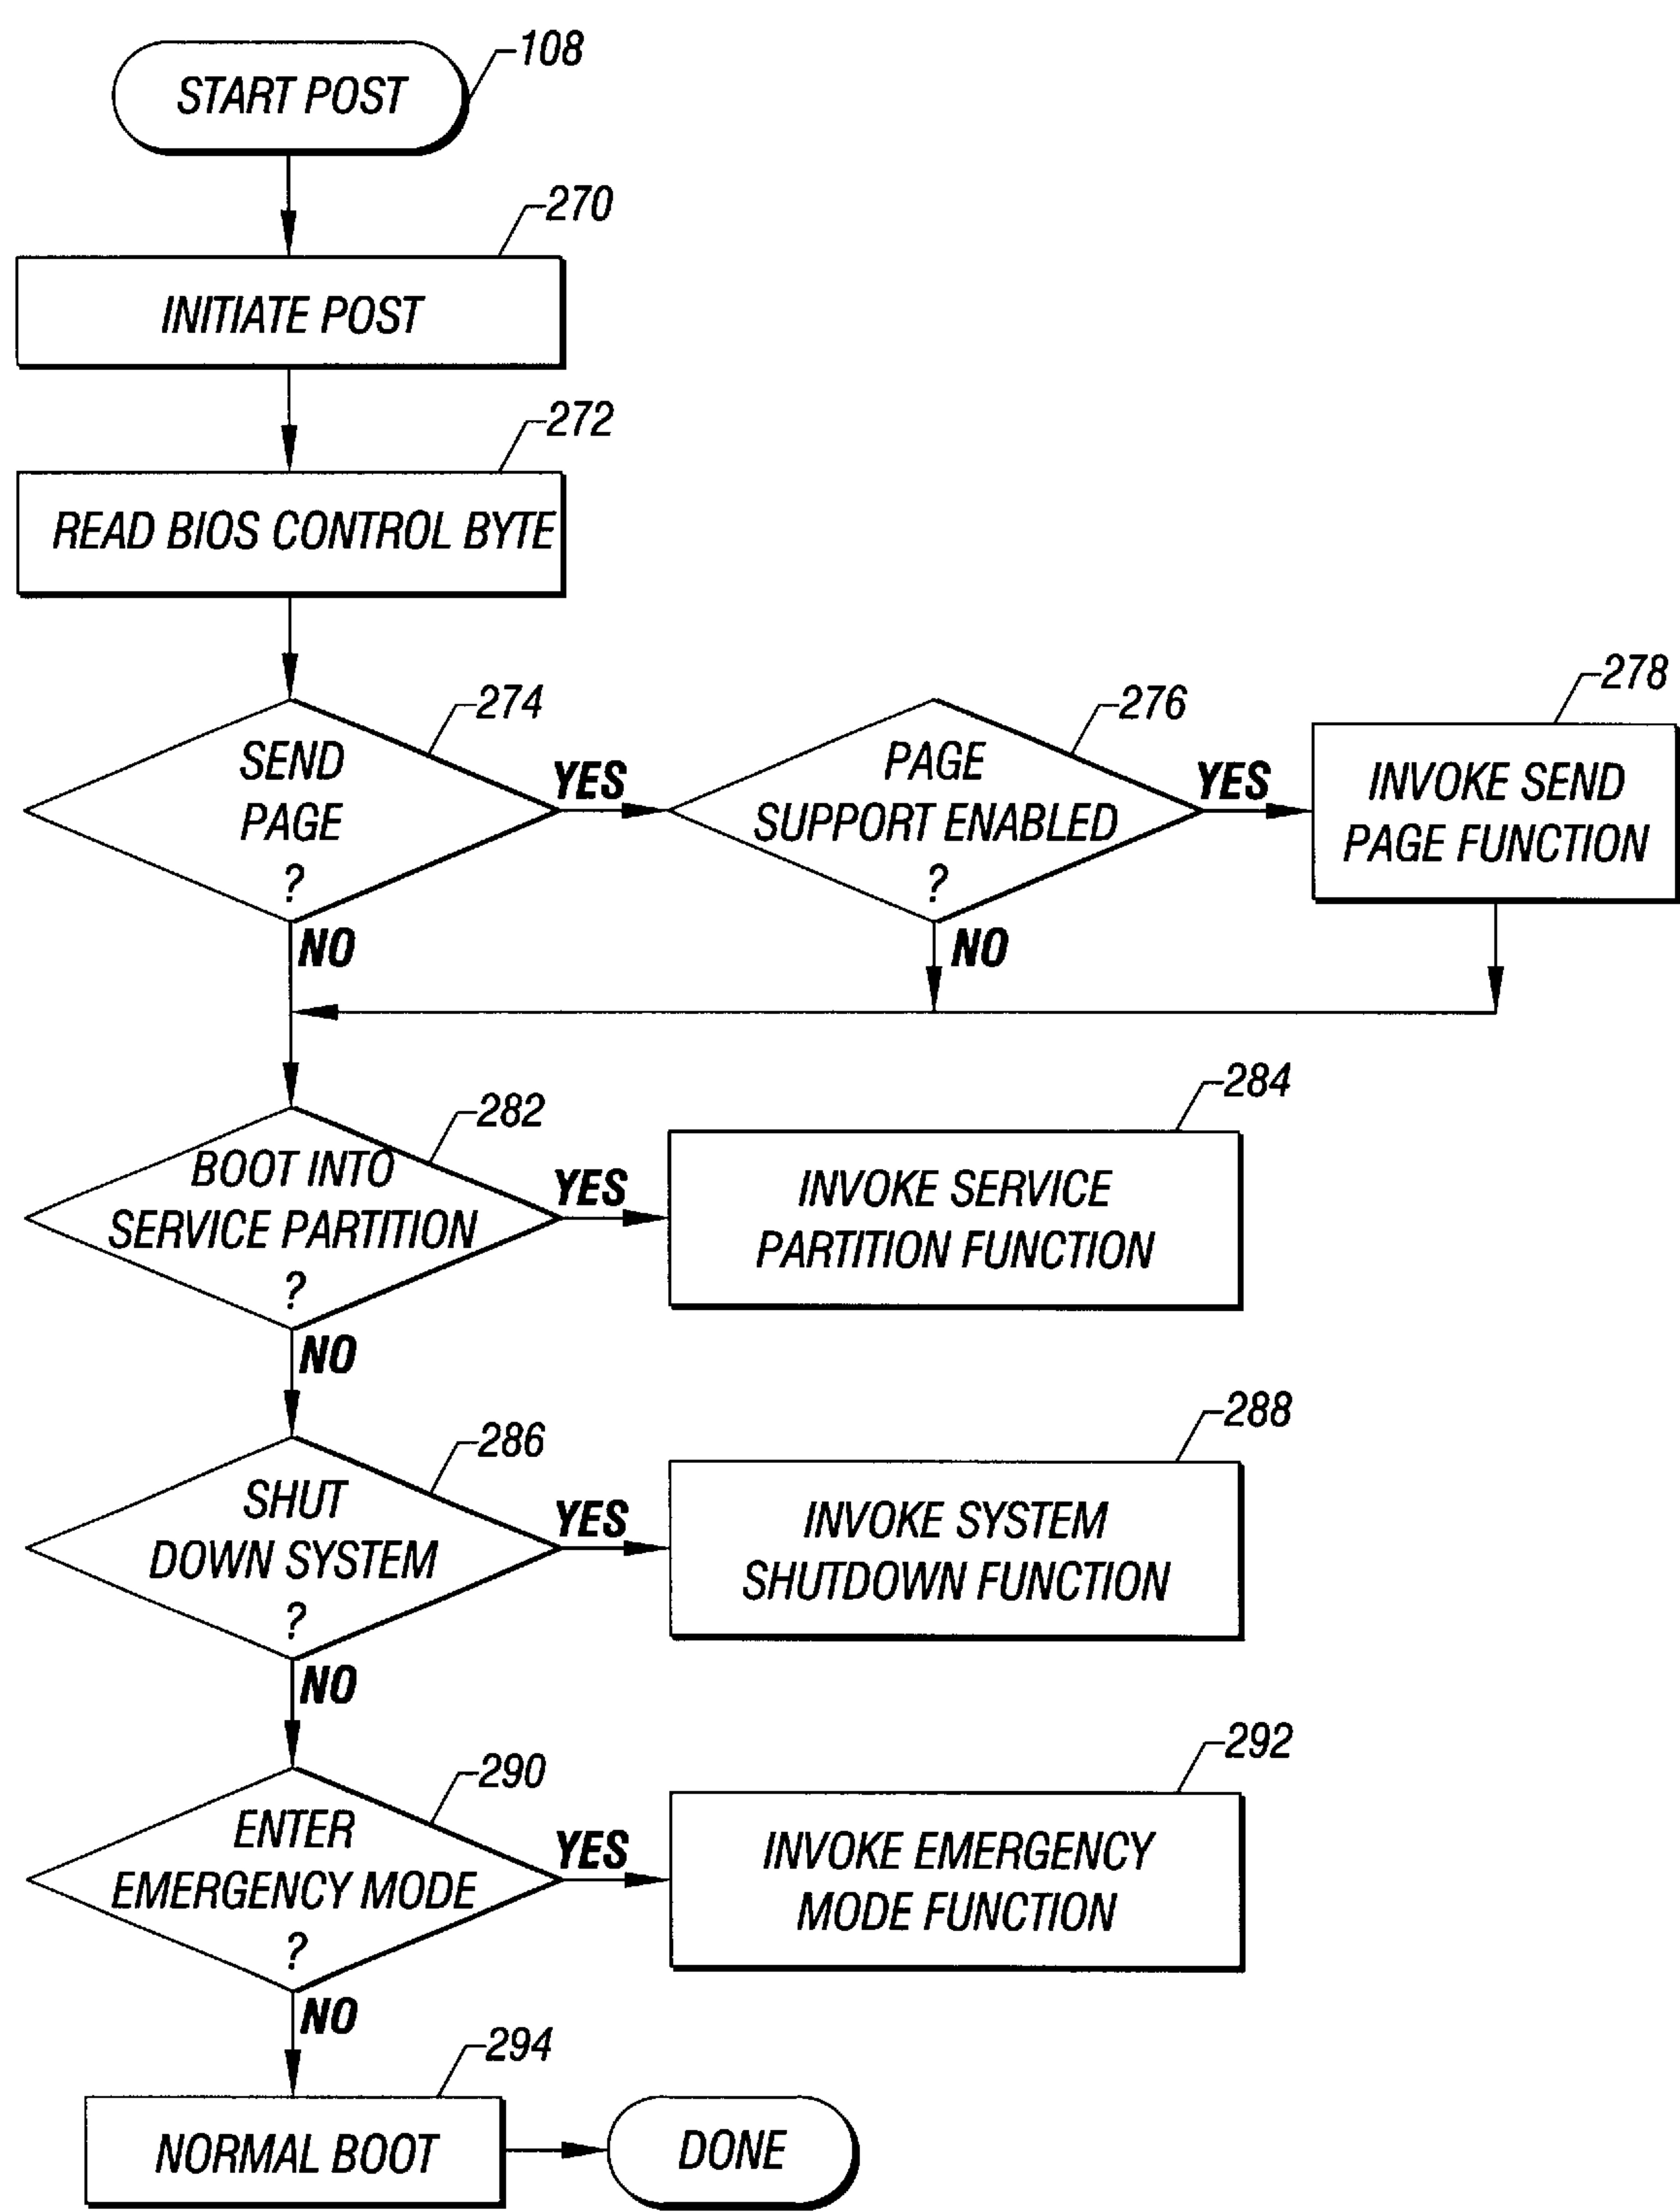 START POST
108
270
INITIATE POST
272
READ BIOS CONTROL BYTE
274
SEND
PAGE
?
YES
NO
276
PAGE
SUPPORT ENABLED
?
YES
NO
278
INVOKE SEND
PAGE FUNCTION
282
BOOT INTO
SERVICE PARTITION
?
YES
NO
284
INVOKE SERVICE
PARTITION FUNCTION
286
SHUT
DOWN SYSTEM
?
YES
NO
288
INVOKE SYSTEM
SHUTDOWN FUNCTION
290
ENTER
EMERGENCY MODE
?
YES
NO
292
INVOKE EMERGENCY
MODE FUNCTION
294
NORMAL BOOT
DONE